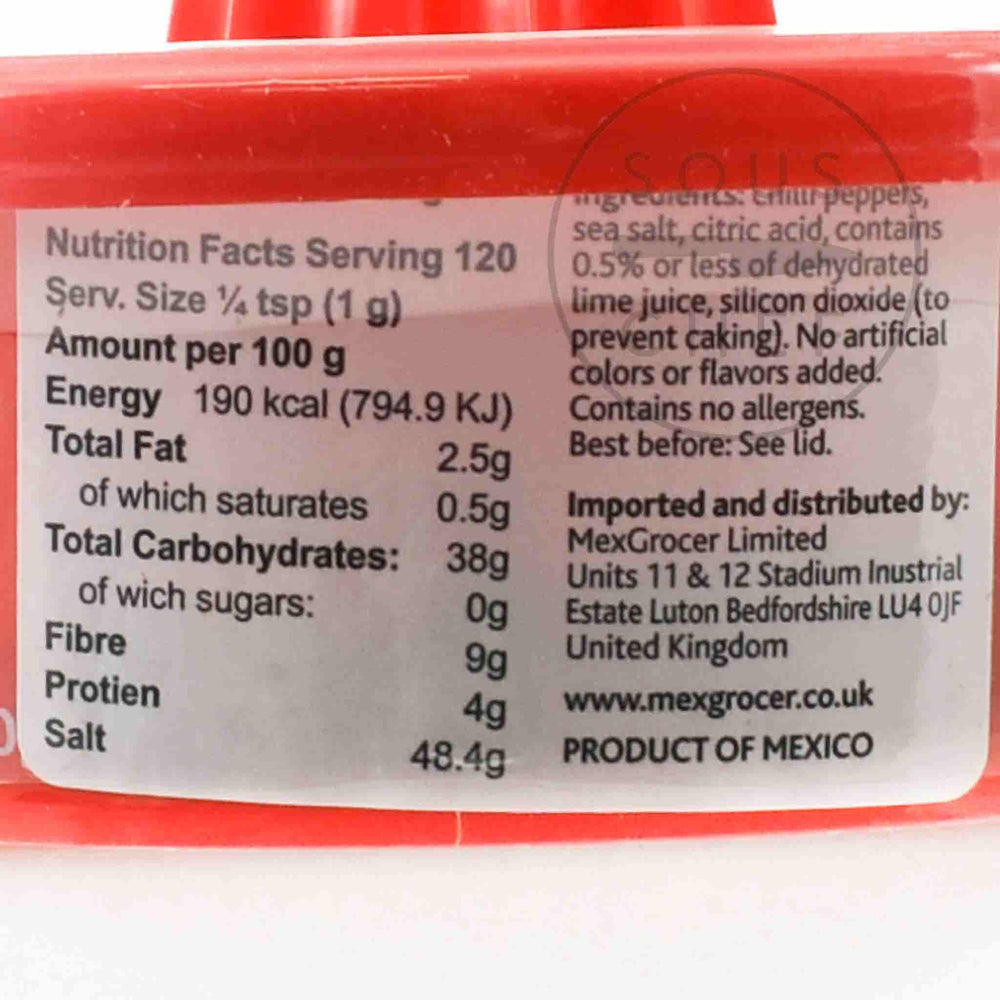 Nutrition Facts Serving 120
Serv. Size ¼ tsp (1 g)
Amount per 100 g
Energy 190 kcal (794.9 KJ)
Total Fat 2.5g
of which saturates 0.5g
Total Carbohydrates: 38g
of wich sugars: 0g
Fibre 9g
Protien 4g
Salt 48.4g
Ingredients: Chilli peppers,
sea salt, citric acid, contains
0.5% or less of dehydrated
lime juice, silicon dioxide (to
prevent caking). No artificial
colors or flavors added.
Contains no allergens.
Best before: See lid.
Imported and distributed by:
MexGrocer Limited
Units 11 & 12 Stadium Inustrial
Estate Luton Bedfordshire LU4 0JF
United Kingdom
www.mexgrocer.co.uk
PRODUCT OF MEXICO
SOUS